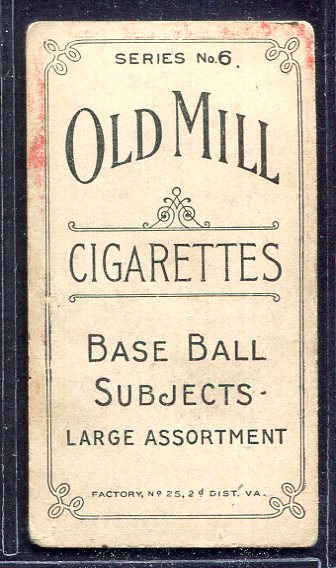 SERIES No.6.
OLD MILL
CIGARETTES
BASE BALL
SUBJECTS.
LARGE ASSORTMENT
FACTORY, Nº 25, 2ᵈ DIST. VA.